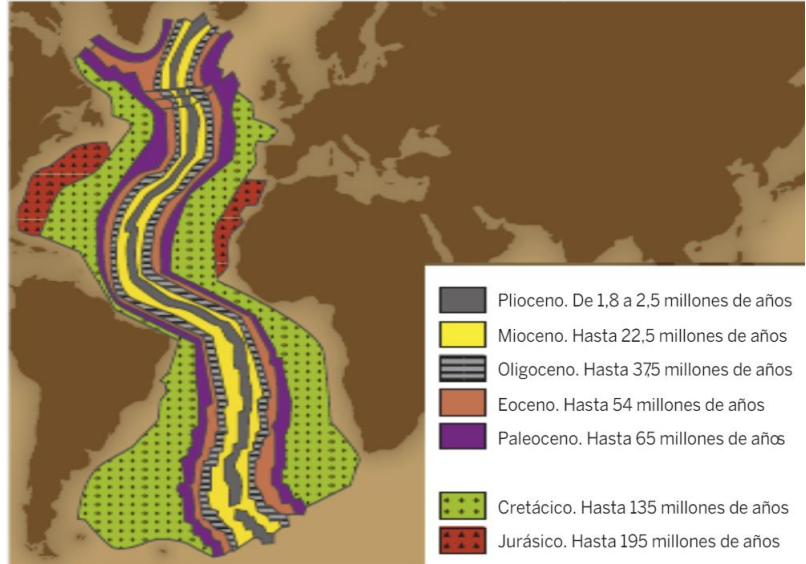 Plioceno. De 1,8 a 2,5 millones de años
Mioceno. Hasta 22,5 millones de años
Oligoceno. Hasta 37,5 millones de años
Eoceno. Hasta 54 millones de años
Paleoceno. Hasta 65 millones de años
Cretácico. Hasta 135 millones de años
Jurásico. Hasta 195 millones de años